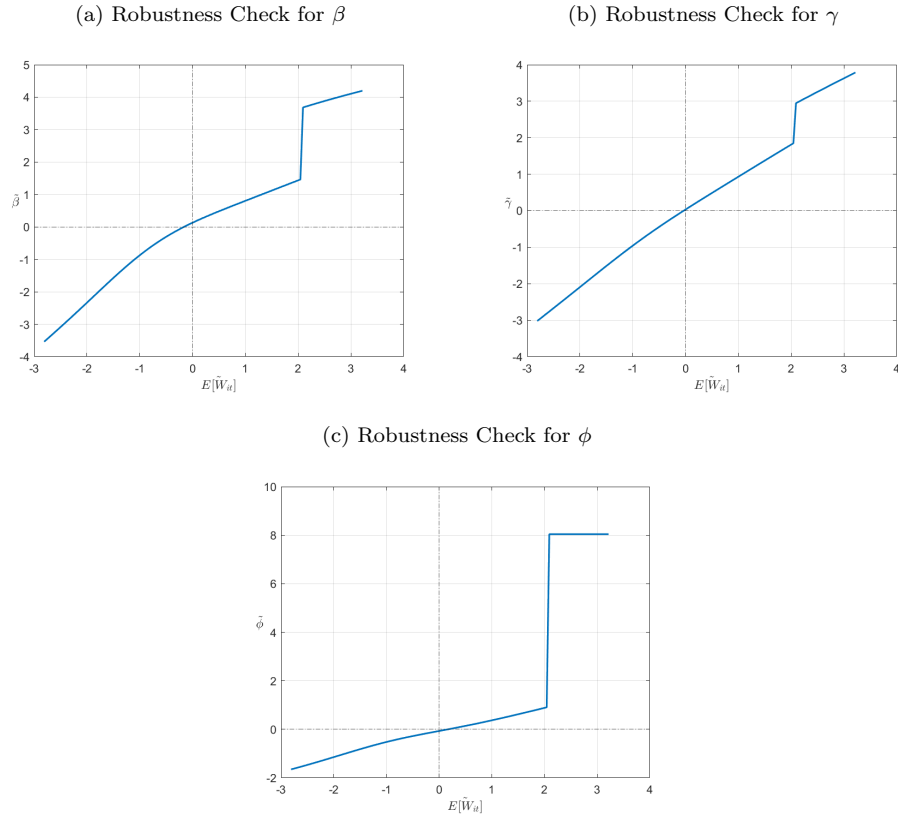 (a) Robustness Check for β
(b) Robustness Check for γ
5
4
3
2
1
0
-1
-2
-3
-4
β̃
-3 -2 -1 0 1 2 3 4
E[W̃_it]
4
3
2
1
0
-1
-2
-3
-4
γ̃
-3 -2 -1 0 1 2 3 4
E[W̃_it]
(c) Robustness Check for ϕ
10
8
6
4
2
0
-2
ϕ̃
-3 -2 -1 0 1 2 3 4
E[W̃_it]